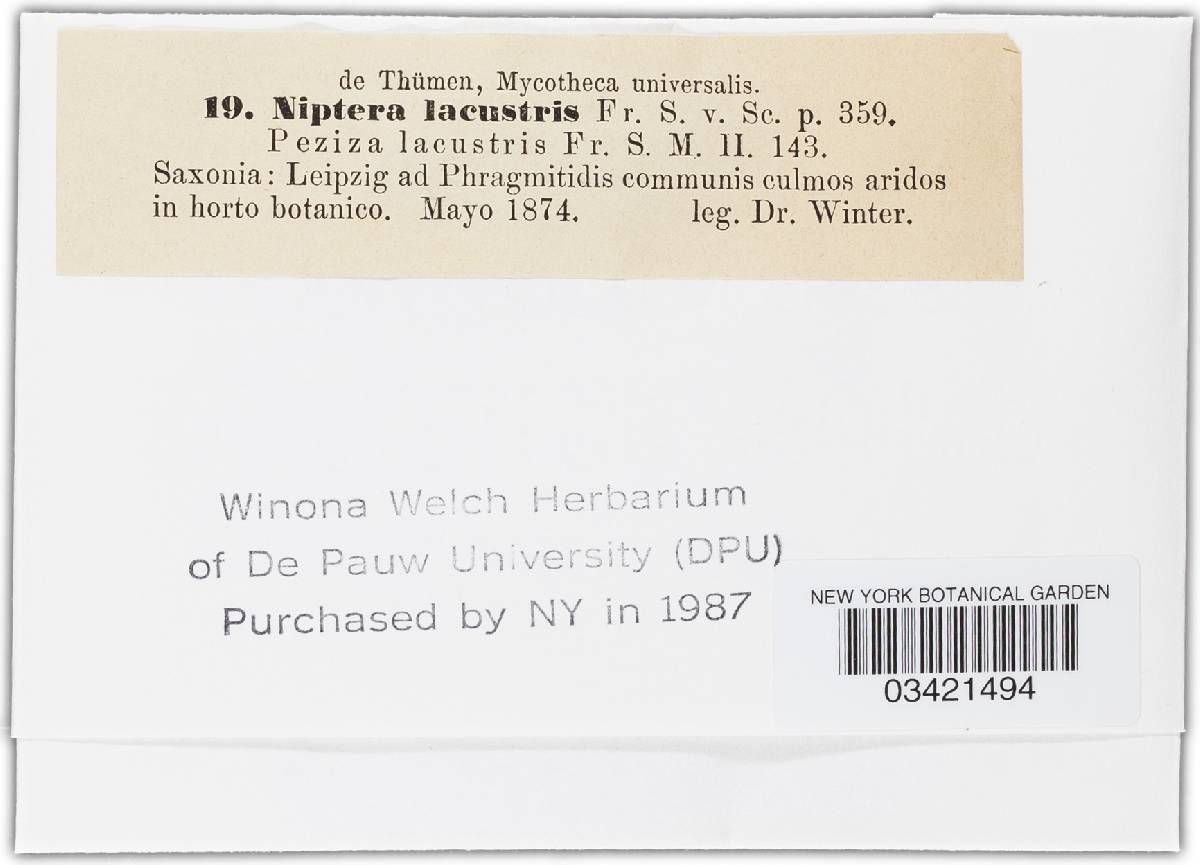 de Thümen, Mycotheca universalis.
19. Niptera lacustris Fr. S. v. Sc. p. 359.
Peziza lacustris Fr. S. M. II. 143.
Saxonia: Leipzig ad Phragmitidis communis culmos aridos
in horto botanico. Mayo 1874. leg. Dr. Winter.
Winona Welch Herbarium
of De Pauw University (DPU)
Purchased by NY in 1987
NEW YORK BOTANICAL GARDEN
03421494